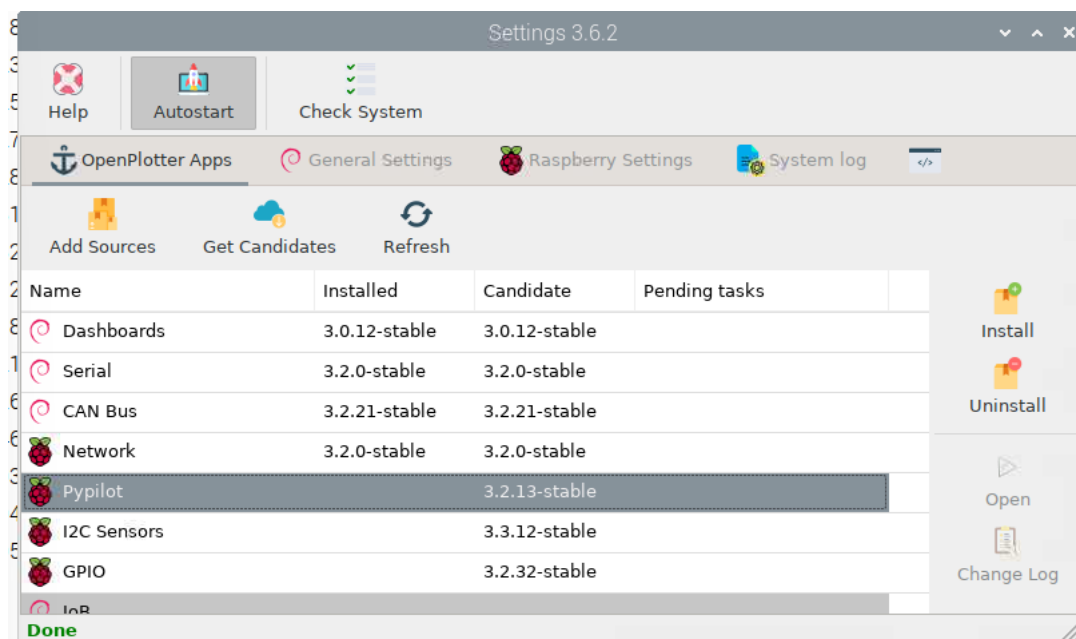 Settings 3.6.2
Help Autostart Check System
OpenPlotter Apps General Settings Raspberry Settings System log </>
Add Sources Get Candidates Refresh
Name Installed Candidate Pending tasks
Dashboards 3.0.12-stable 3.0.12-stable
Serial 3.2.0-stable 3.2.0-stable
CAN Bus 3.2.21-stable 3.2.21-stable
Network 3.2.0-stable 3.2.0-stable
Pypilot 3.2.13-stable
I2C Sensors 3.3.12-stable
GPIO 3.2.32-stable
IoB
Install
Uninstall
Open
Change Log
Done